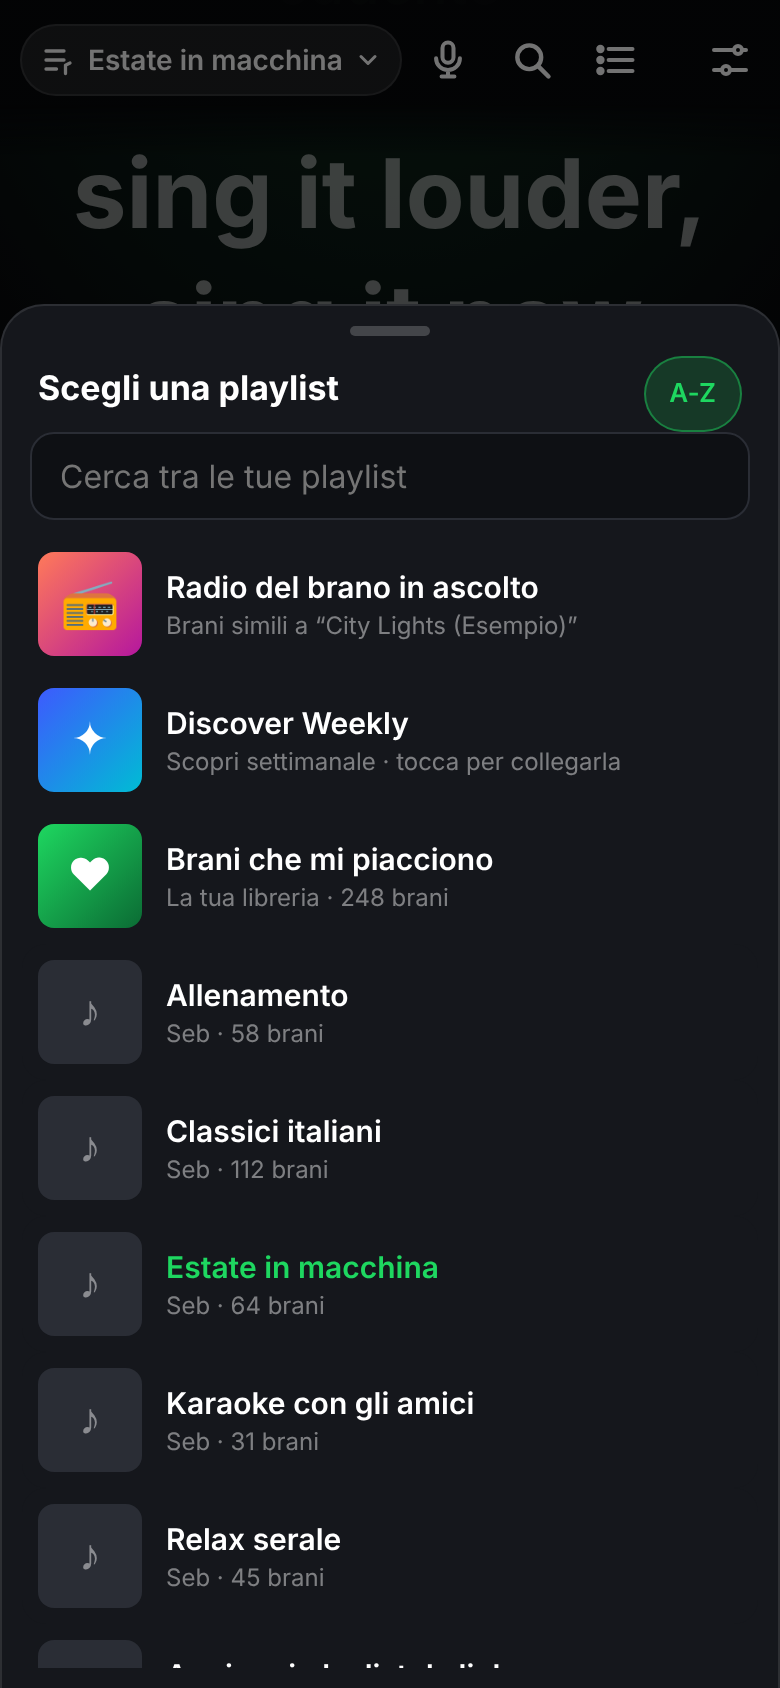 Estate in macchina
sing it louder,
sing it now
Scegli una playlist
A-Z
Cerca tra le tue playlist
Radio del brano in ascolto
Brani simili a “City Lights (Esempio)”
Discover Weekly
Scopri settimanale · tocca per collegarla
Brani che mi piacciono
La tua libreria · 248 brani
Allenamento
Seb · 58 brani
Classici italiani
Seb · 112 brani
Estate in macchina
Seb · 64 brani
Karaoke con gli amici
Seb · 31 brani
Relax serale
Seb · 45 brani